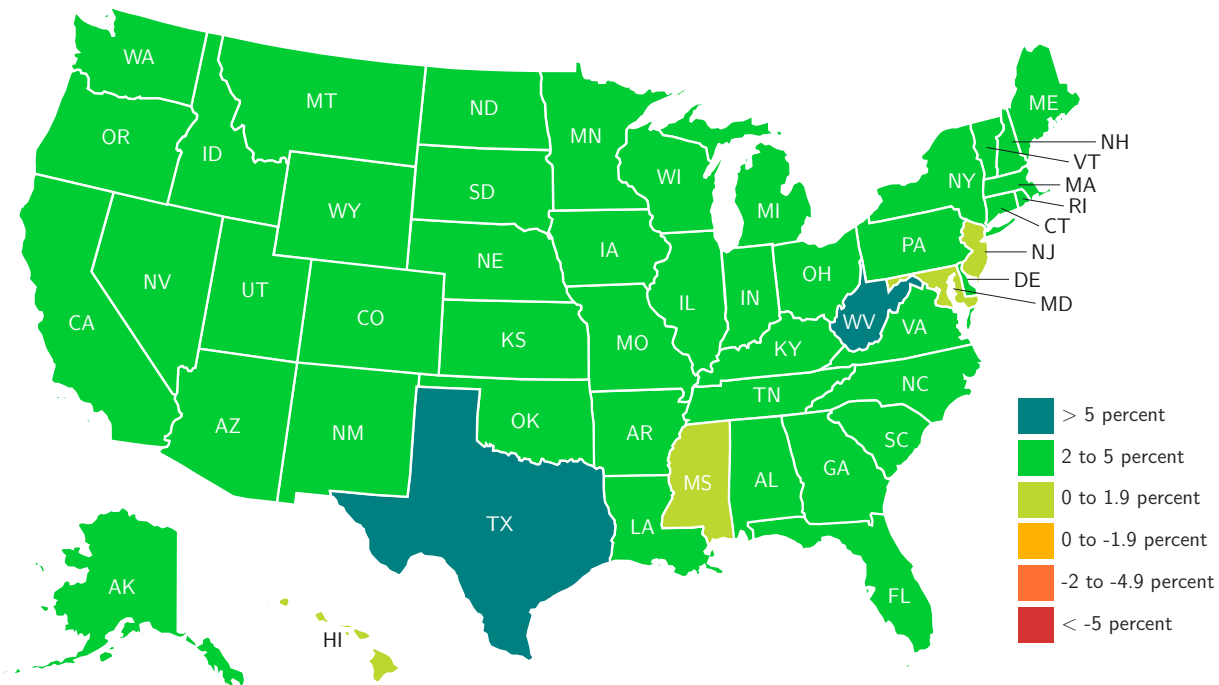 WA
ME
MT
ND
OR
MN
NH
ID
VT
WI
NY
MA
SD
RI
WY
MI
CT
PA
IA
NJ
NE
OH
NV
DE
UT
IN
IL
MD
CO
WV
CA
VA
KS
MO
KY
NC
TN
> 5 percent
OK
AZ
NM
AR
SC
2 to 5 percent
GA
AL
MS
0 to 1.9 percent
TX
LA
0 to -1.9 percent
AK
-2 to -4.9 percent
FL
< -5 percent
HI